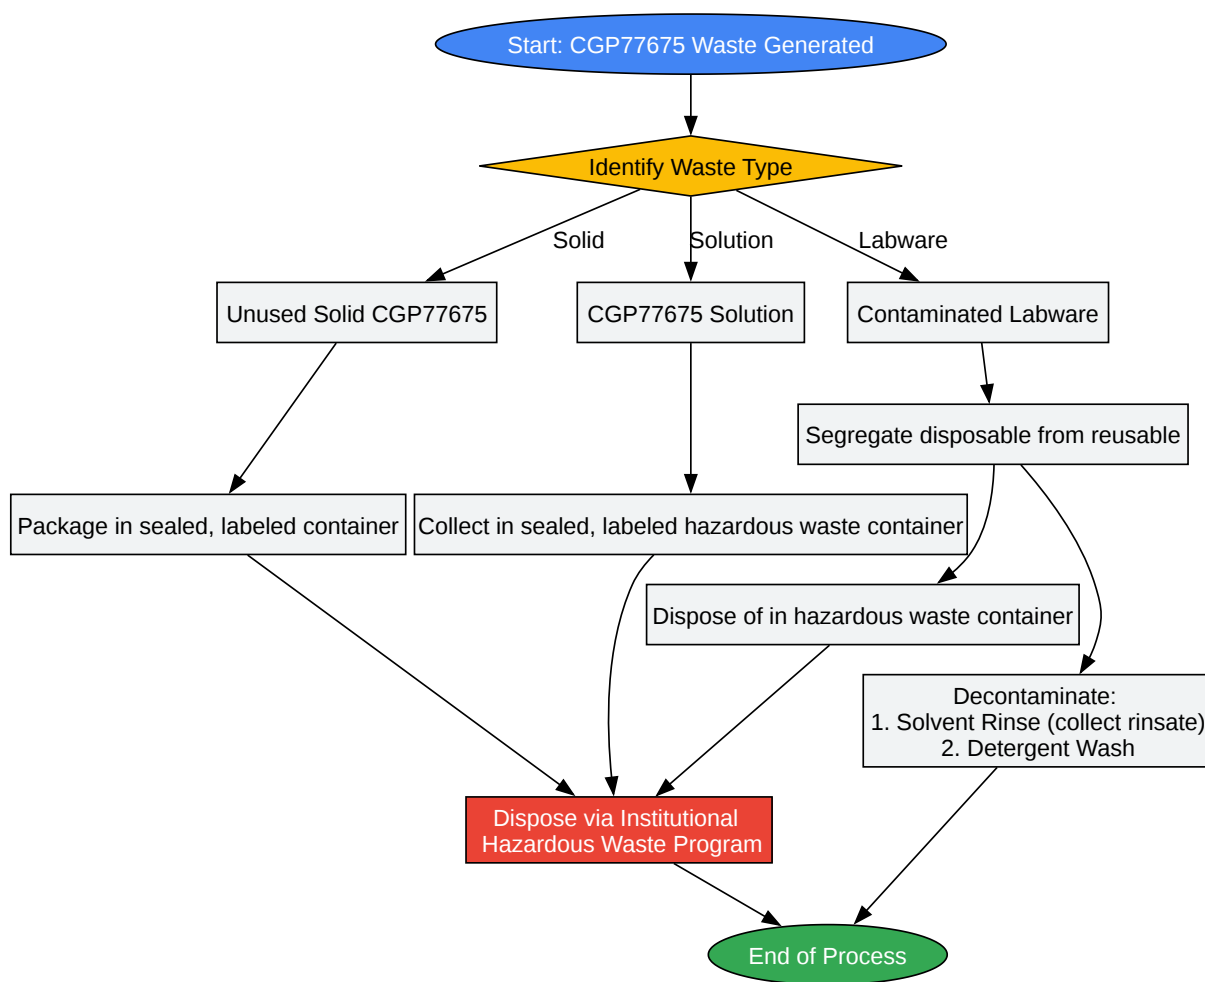 Start: CGP77675 Waste Generated
Identify Waste Type
Solid
Solution
Labware
Unused Solid CGP77675
CGP77675 Solution
Contaminated Labware
Segregate disposable from reusable
Package in sealed, labeled container
Collect in sealed, labeled hazardous waste container
Dispose of in hazardous waste container
Decontaminate:
1. Solvent Rinse (collect rinsate)
2. Detergent Wash
Dispose via Institutional
Hazardous Waste Program
End of Process